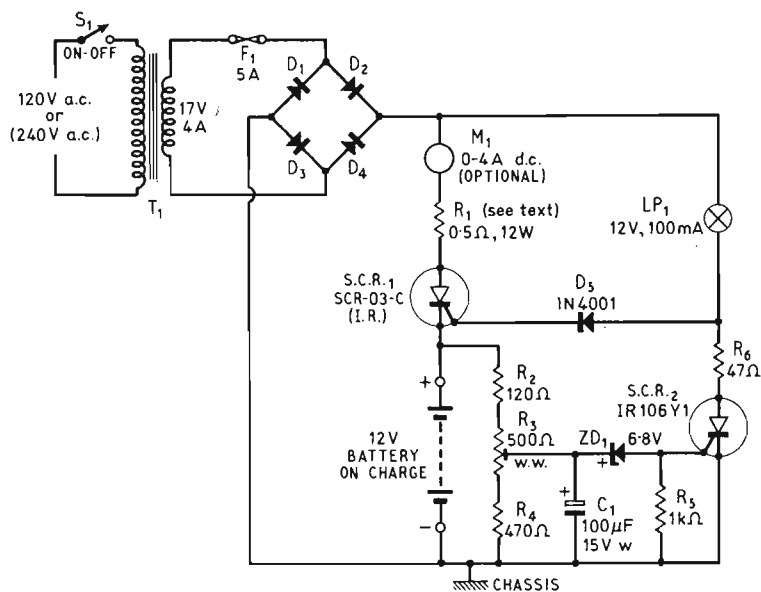 S₁
ON-OFF
120V a.c.
or
(240V a.c.)
T₁
17V
4A
F₁
5A
D₁
D₂
D₃
D₄
M₁
0-4A d.c.
(OPTIONAL)
R₁ (see text)
0·5Ω, 12W
LP₁
12V, 100mA
S.C.R.₁
SCR-03-C
(I.R.)
D₅
1N4001
R₆
47Ω
S.C.R.₂
IR106Y1
+
12V
BATTERY
ON CHARGE
−
R₂
120Ω
R₃
500Ω
w.w.
R₄
470Ω
ZD₁ 6·8V
+
+
C₁
100µF
15V w
R₅
1kΩ
CHASSIS